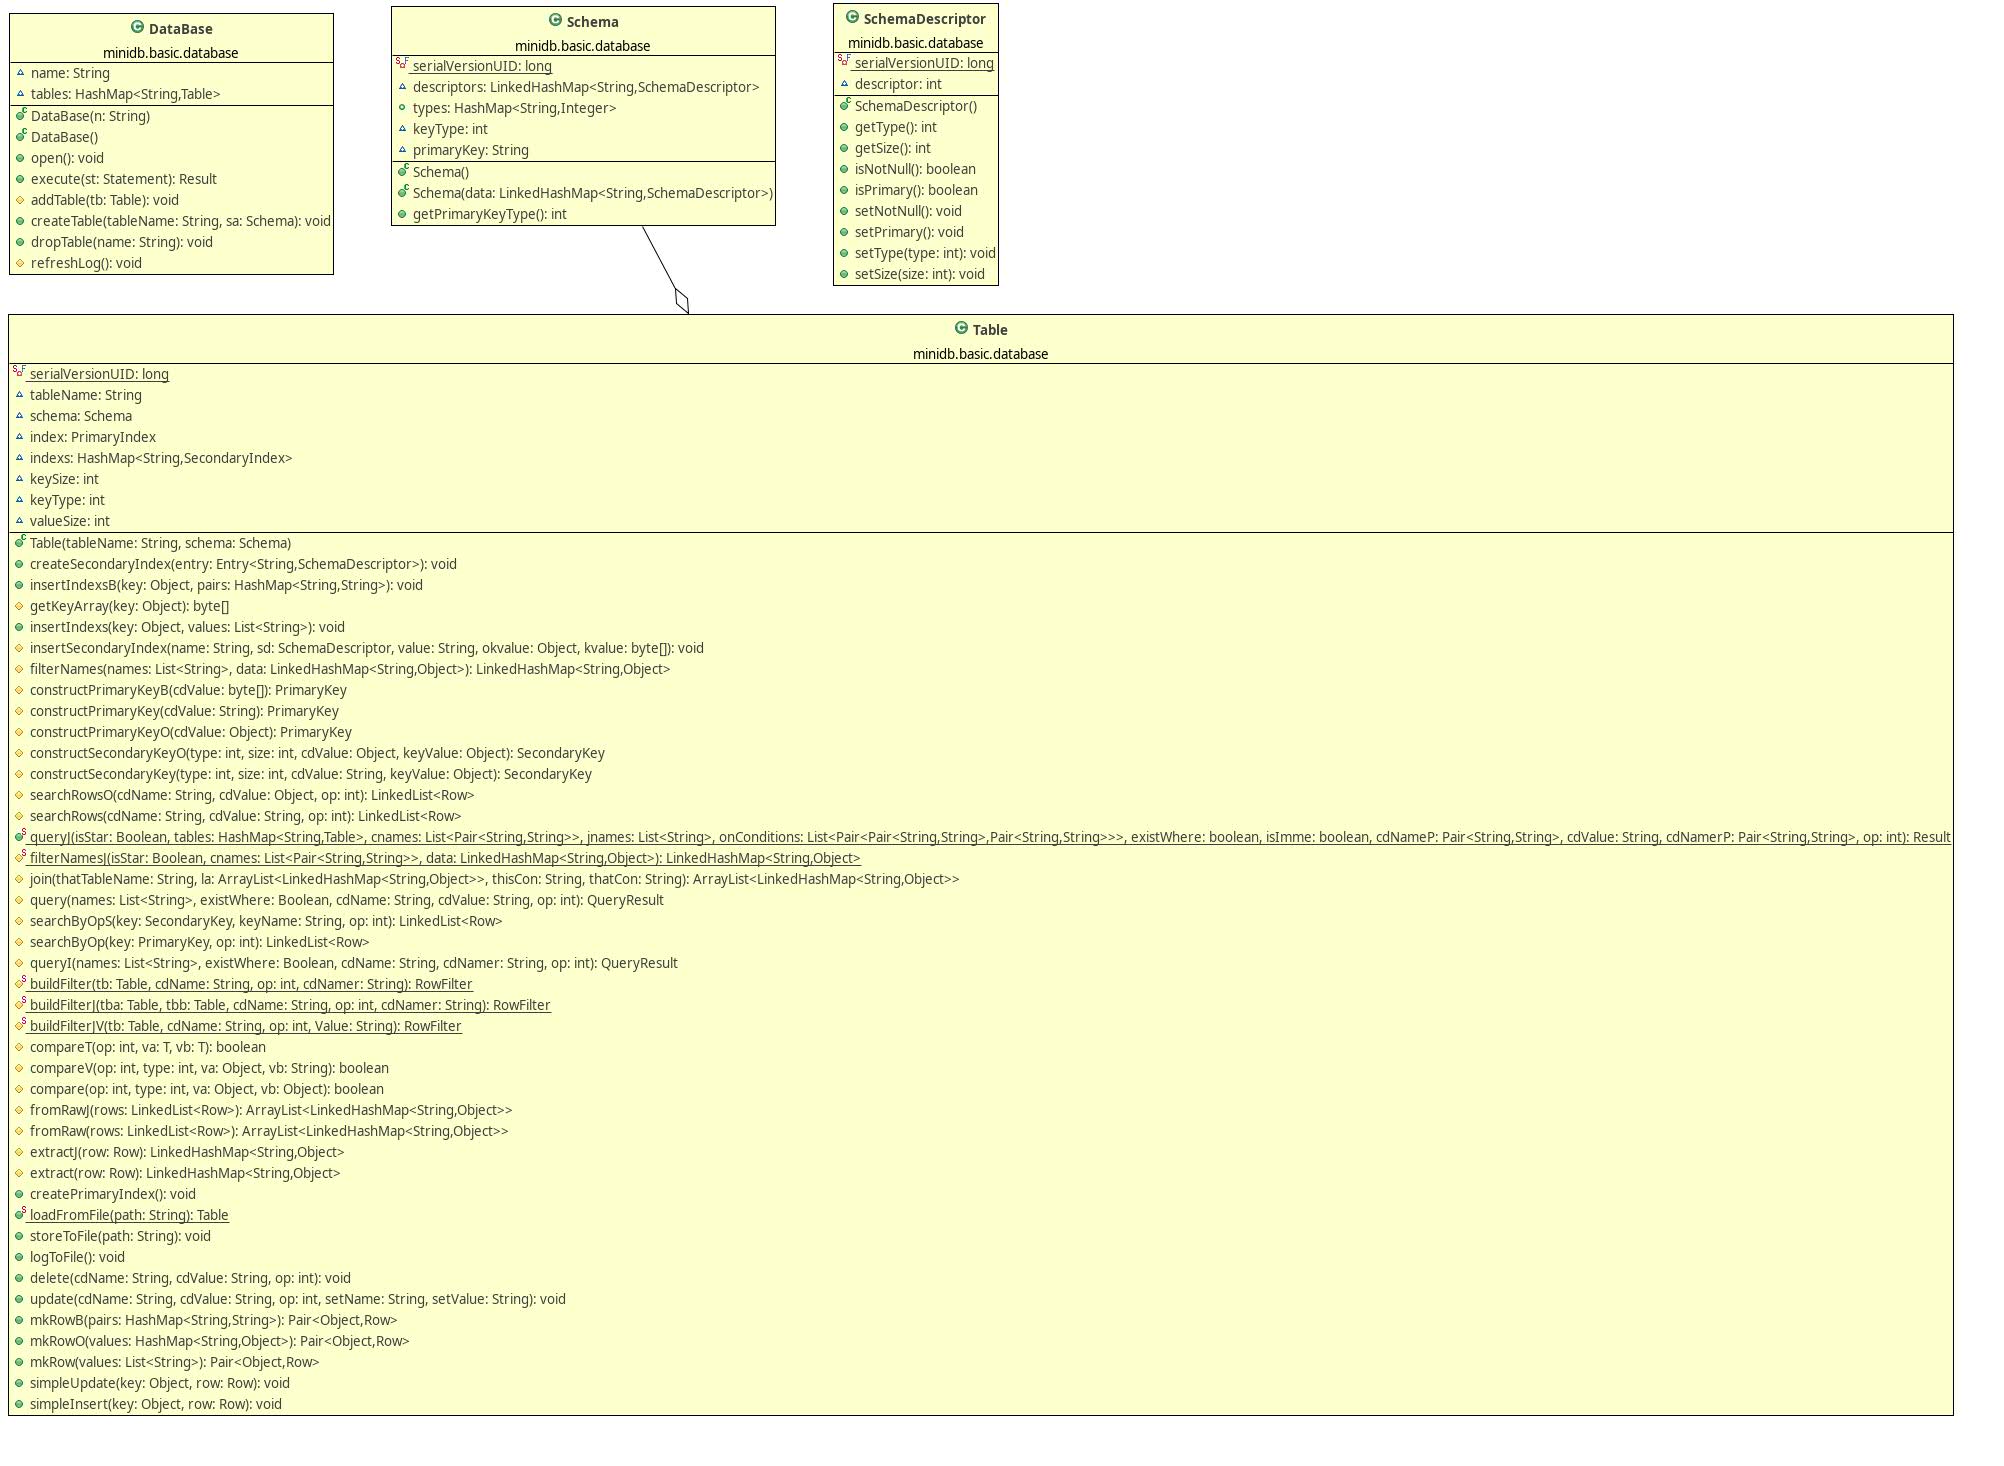 DataBase
minidb.basic.database
name: String
tables: HashMap<String,Table>
DataBase(n: String)
DataBase()
open(): void
execute(st: Statement): Result
addTable(tb: Table): void
createTable(tableName: String, sa: Schema): void
dropTable(name: String): void
refreshLog(): void
Schema
minidb.basic.database
serialVersionUID: long
descriptors: LinkedHashMap<String,SchemaDescriptor>
types: HashMap<String,Integer>
keyType: int
primaryKey: String
Schema()
Schema(data: LinkedHashMap<String,SchemaDescriptor>)
getPrimaryKeyType(): int
SchemaDescriptor
minidb.basic.database
serialVersionUID: long
descriptor: int
SchemaDescriptor()
getType(): int
getSize(): int
isNotNull(): boolean
isPrimary(): boolean
setNotNull(): void
setPrimary(): void
setType(type: int): void
setSize(size: int): void
Table
minidb.basic.database
serialVersionUID: long
tableName: String
schema: Schema
index: PrimaryIndex
indexs: HashMap<String,SecondaryIndex>
keySize: int
keyType: int
valueSize: int
Table(tableName: String, schema: Schema)
createSecondaryIndex(entry: Entry<String,SchemaDescriptor>): void
insertIndexsB(key: Object, pairs: HashMap<String,String>): void
getKeyArray(key: Object): byte[]
insertIndexs(key: Object, values: List<String>): void
insertSecondaryIndex(name: String, sd: SchemaDescriptor, value: String, okvalue: Object, kvalue: byte[]): void
filterNames(names: List<String>, data: LinkedHashMap<String,Object>): LinkedHashMap<String,Object>
constructPrimaryKeyB(cdValue: byte[]): PrimaryKey
constructPrimaryKey(cdValue: String): PrimaryKey
constructPrimaryKeyO(cdValue: Object): PrimaryKey
constructSecondaryKeyO(type: int, size: int, cdValue: Object, keyValue: Object): SecondaryKey
constructSecondaryKey(type: int, size: int, cdValue: String, keyValue: Object): SecondaryKey
searchRowsO(cdName: String, cdValue: Object, op: int): LinkedList<Row>
searchRows(cdName: String, cdValue: String, op: int): LinkedList<Row>
queryJ(isStar: Boolean, tables: HashMap<String,Table>, cnames: List<Pair<String,String>>, jnames: List<String>, onConditions: List<Pair<Pair<String,String>,Pair<String,String>>>, existWhere: boolean, isImme: boolean, cdNameP: Pair<String,String>, cdValue: String, cdNamerP: Pair<String,String>, op: int): Result
filterNamesJ(isStar: Boolean, cnames: List<Pair<String,String>>, data: LinkedHashMap<String,Object>): LinkedHashMap<String,Object>
join(thatTableName: String, la: ArrayList<LinkedHashMap<String,Object>>, thisCon: String, thatCon: String): ArrayList<LinkedHashMap<String,Object>>
query(names: List<String>, existWhere: Boolean, cdName: String, cdValue: String, op: int): QueryResult
searchByOpS(key: SecondaryKey, keyName: String, op: int): LinkedList<Row>
searchByOp(key: PrimaryKey, op: int): LinkedList<Row>
queryI(names: List<String>, existWhere: Boolean, cdName: String, cdNamer: String, op: int): QueryResult
buildFilter(tb: Table, cdName: String, op: int, cdNamer: String): RowFilter
buildFilterJ(tba: Table, tbb: Table, cdName: String, op: int, cdNamer: String): RowFilter
buildFilterJV(tb: Table, cdName: String, op: int, Value: String): RowFilter
compareT(op: int, va: T, vb: T): boolean
compareV(op: int, type: int, va: Object, vb: String): boolean
compare(op: int, type: int, va: Object, vb: Object): boolean
fromRawJ(rows: LinkedList<Row>): ArrayList<LinkedHashMap<String,Object>>
fromRaw(rows: LinkedList<Row>): ArrayList<LinkedHashMap<String,Object>>
extractJ(row: Row): LinkedHashMap<String,Object>
extract(row: Row): LinkedHashMap<String,Object>
createPrimaryIndex(): void
loadFromFile(path: String): Table
storeToFile(path: String): void
logToFile(): void
delete(cdName: String, cdValue: String, op: int): void
update(cdName: String, cdValue: String, op: int, setName: String, setValue: String): void
mkRowB(pairs: HashMap<String,String>): Pair<Object,Row>
mkRowO(values: HashMap<String,Object>): Pair<Object,Row>
mkRow(values: List<String>): Pair<Object,Row>
simpleUpdate(key: Object, row: Row): void
simpleInsert(key: Object, row: Row): void